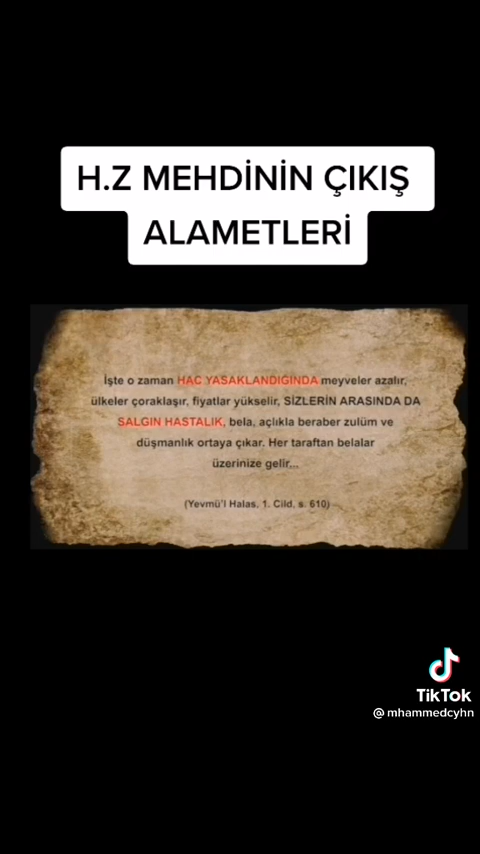 H.Z MEHDİNİN ÇIKIŞ
ALAMETLERİ
İşte o zaman HAC YASAKLANDIĞINDA meyveler azalır,
ülkeler çoraklaşır, fiyatlar yükselir, SİZLERİN ARASINDA DA
SALGIN HASTALIK, bela, açlıkla beraber zulüm ve
düşmanlık ortaya çıkar. Her taraftan belalar
üzerinize gelir...
(Yevmü'l Halas, 1. Cild, s. 610)
TikTok
@mhammedcyhn